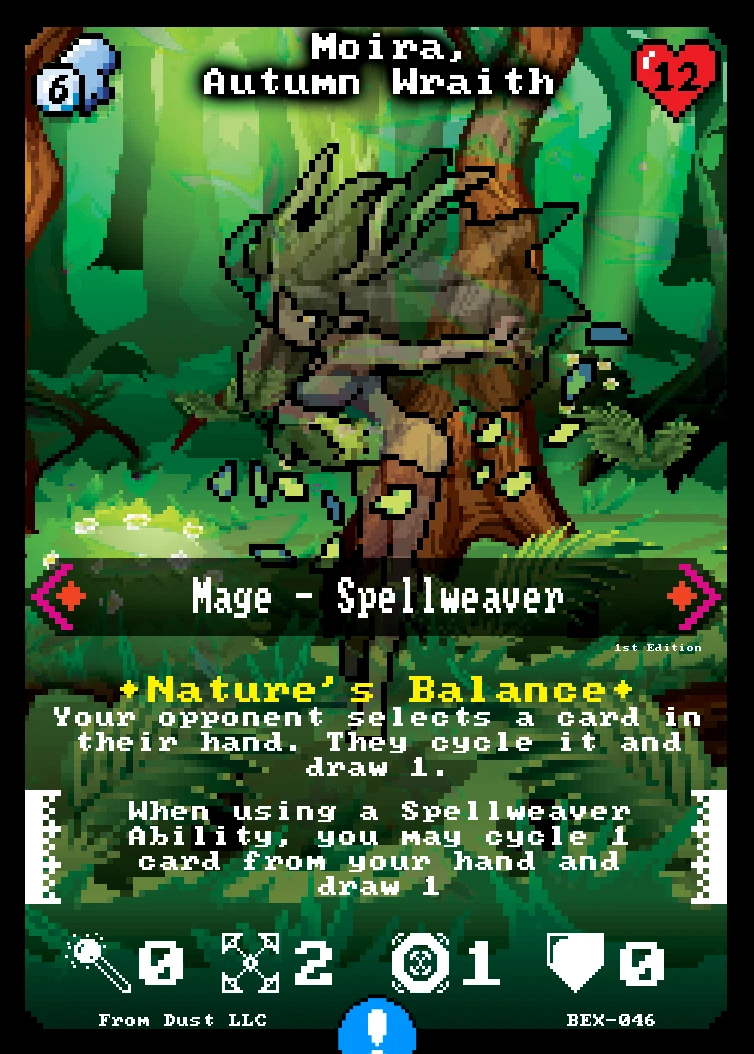 Moira,
Autumn Wraith
6
12
Mage - Spellweaver
1st Edition
Nature's Balance
Your opponent selects a card in
their hand. They cycle it and
draw 1.
When using a Spellweaver
Ability, you may cycle 1
card from your hand and
draw 1
0 2 1 0
From Dust LLC
BEX-046
!